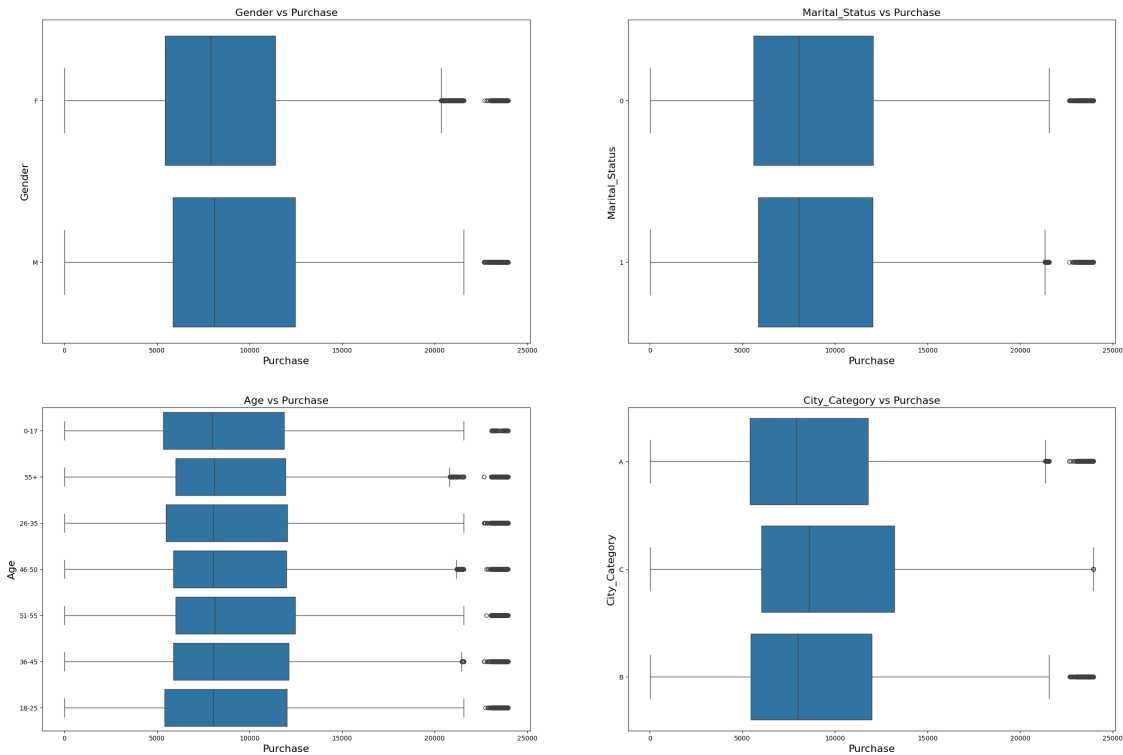 Gender vs Purchase
F
M
Gender
0 5000 10000 15000 20000 25000
Purchase
Marital_Status vs Purchase
0
1
Marital_Status
0 5000 10000 15000 20000 25000
Purchase
Age vs Purchase
0-17
55+
26-35
46-50
51-55
36-45
18-25
Age
0 5000 10000 15000 20000 25000
Purchase
City_Category vs Purchase
A
C
B
City_Category
0 5000 10000 15000 20000 25000
Purchase